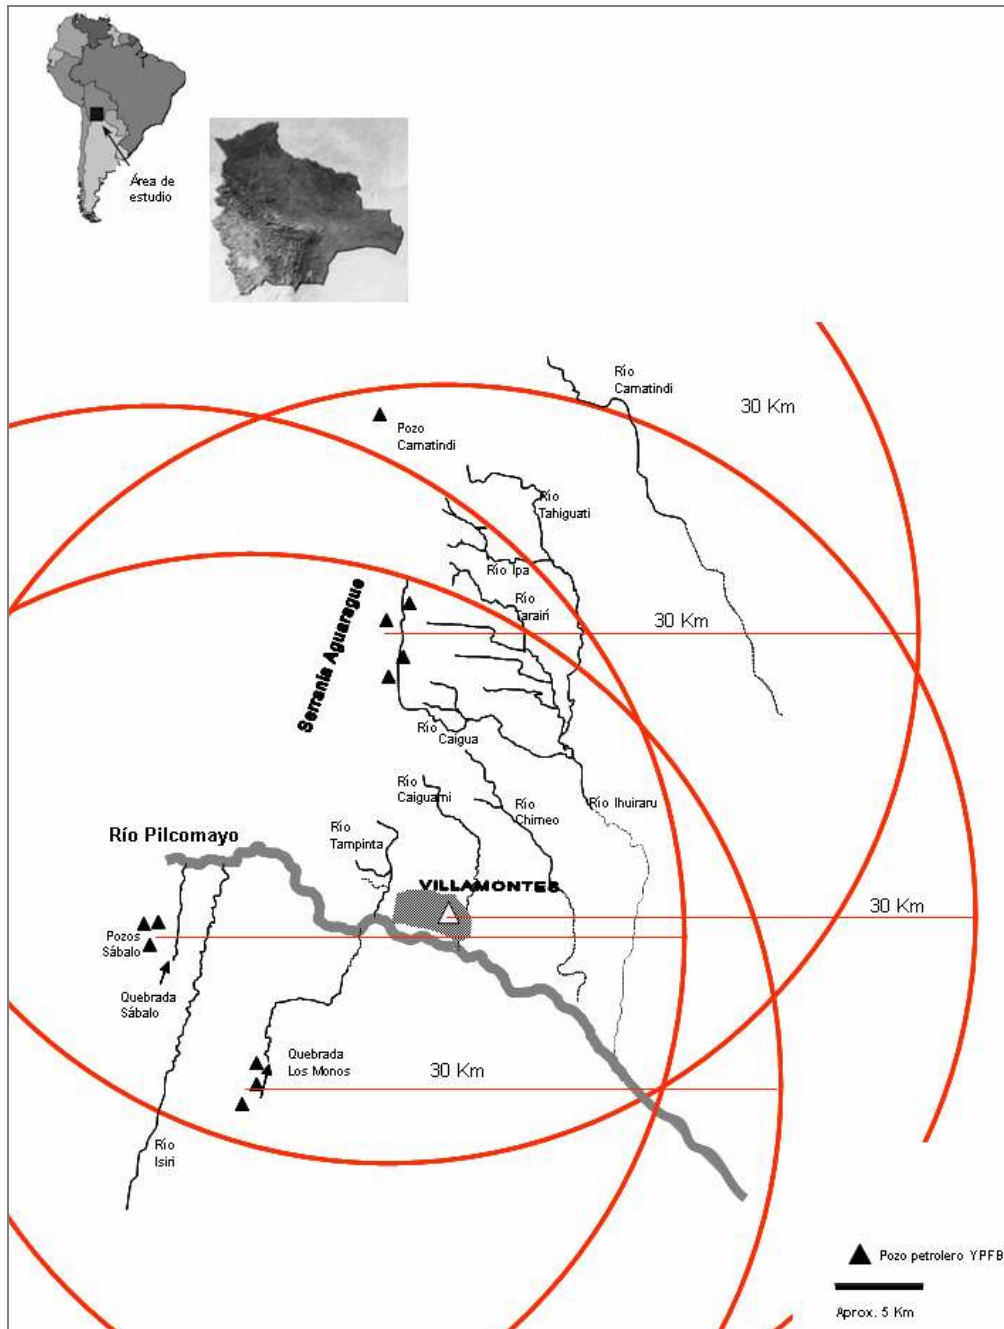 Área de
estudio
Río
Camatindi
30 Km
Pozo
Camatindi
Río
Tahiguati
Río Ipa
Río
Tarairí
30 Km
Serranía Aguarague
Río
Caigua
Río
Caiguami
Río
Chimeo
Río Ihuiraru
Río
Tampinta
Río Pilcomayo
VILLAMONTES
30 Km
Pozos
Sábalo
Quebrada
Sábalo
Quebrada
Los Monos
30 Km
Río
Isiri
Pozo petrolero YPFB
Aprox. 5 Km